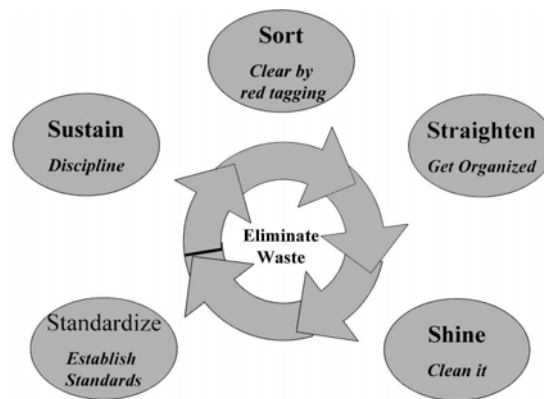 Sort
Clear by
red tagging
Sustain
Discipline
Straighten
Get Organized
Eliminate
Waste
Standardize
Establish
Standards
Shine
Clean it